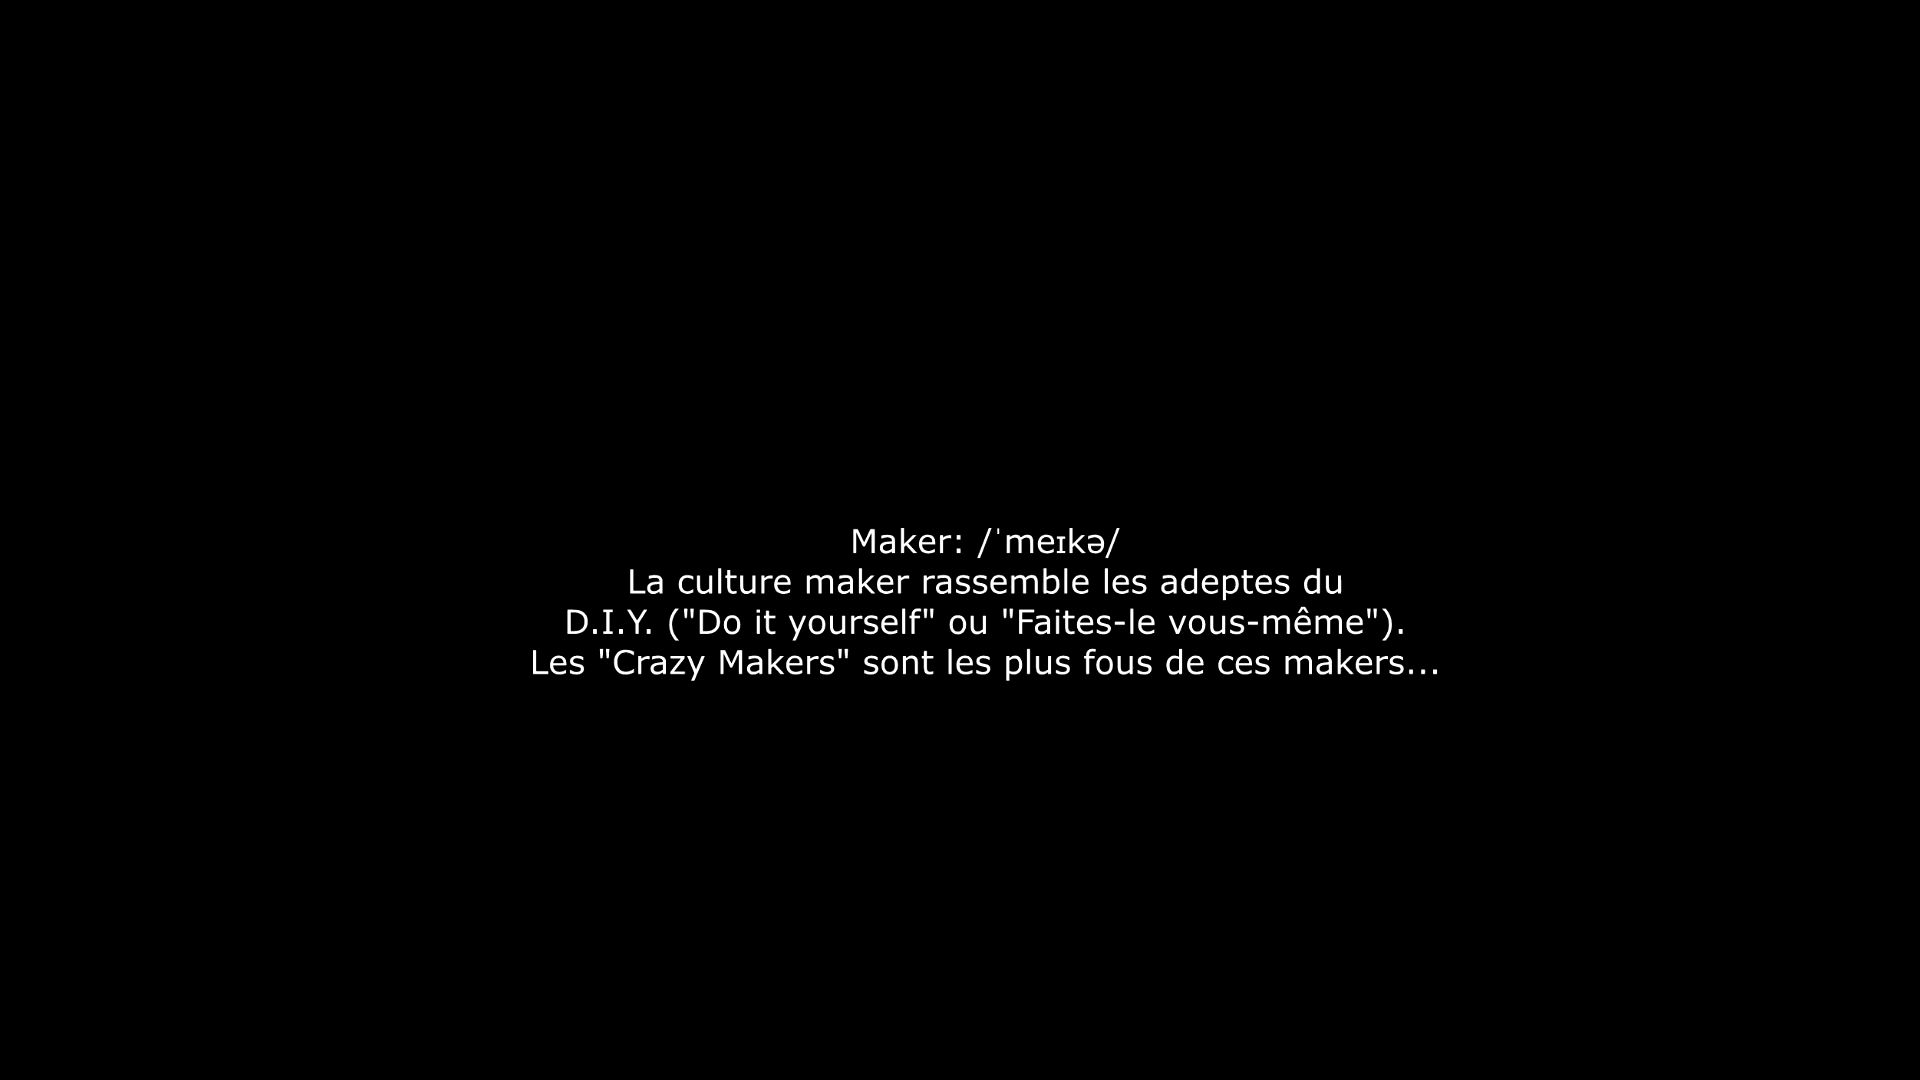 Maker: /ˈmeɪkə/
La culture maker rassemble les adeptes du
D.I.Y. ("Do it yourself" ou "Faites-le vous-même").
Les "Crazy Makers" sont les plus fous de ces makers...